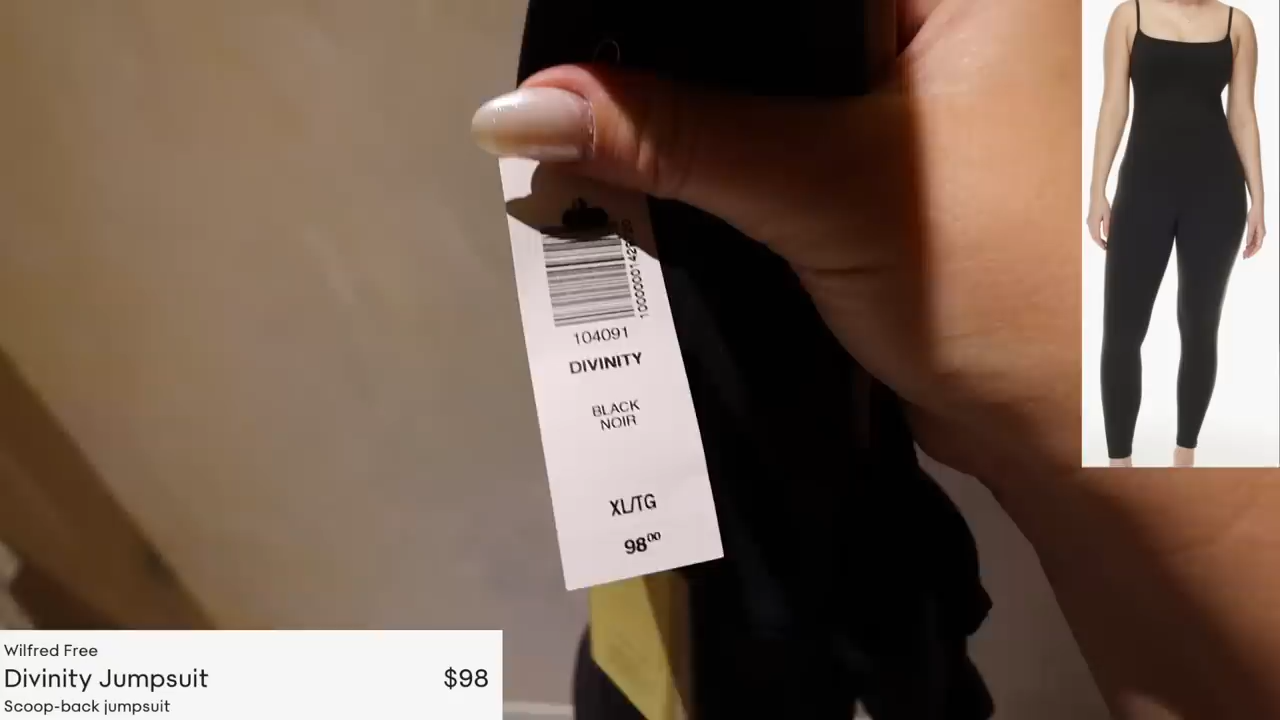 104091
DIVINITY
BLACK
NOIR
XL/TG
98⁰⁰
Wilfred Free
Divinity Jumpsuit
$98
Scoop-back jumpsuit